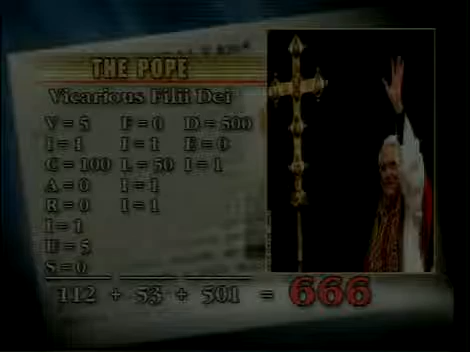 THE POPE
Vicarious Filii Dei
V = 5 F = 0 D = 500
I = 1 I = 1 E = 0
C = 100 L = 50 I = 1
A = 0 I = 1
R = 0 I = 1
I = 1
U = 5
S = 0
112 + 53 + 501 = 666